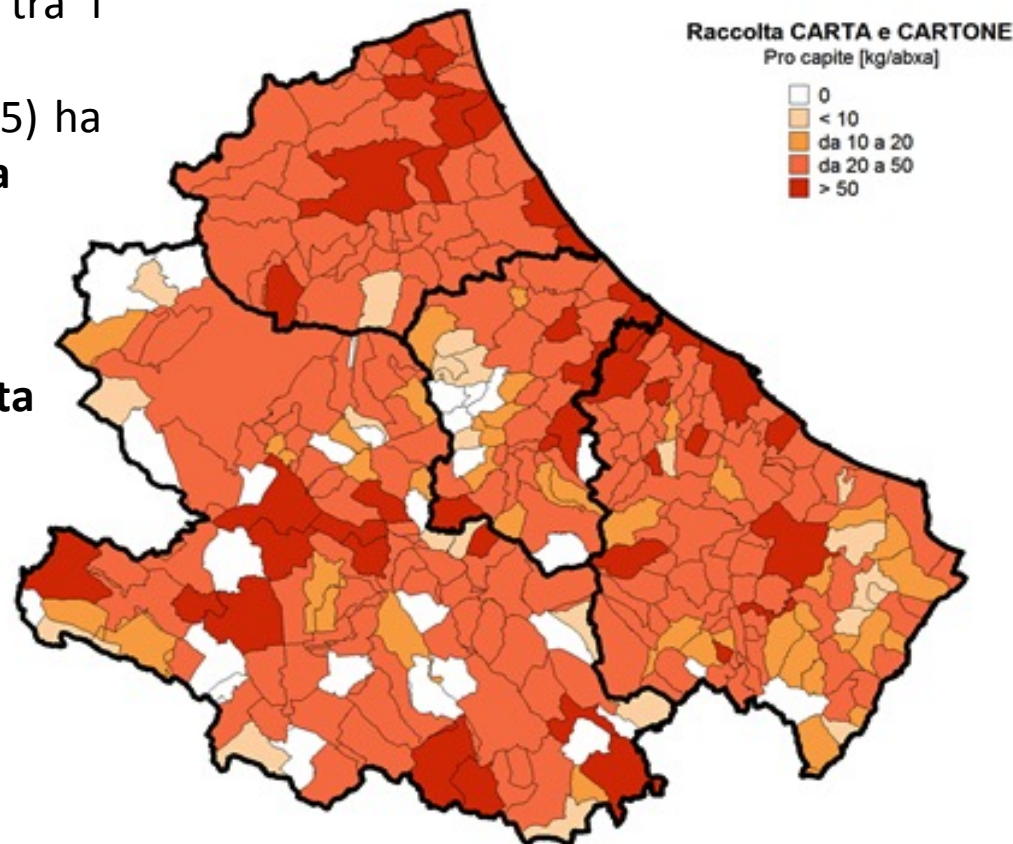 tra i
5) ha
a
ta
Raccolta CARTA e CARTONE
Pro capite [kg/abxa]
0
< 10
da 10 a 20
da 20 a 50
> 50